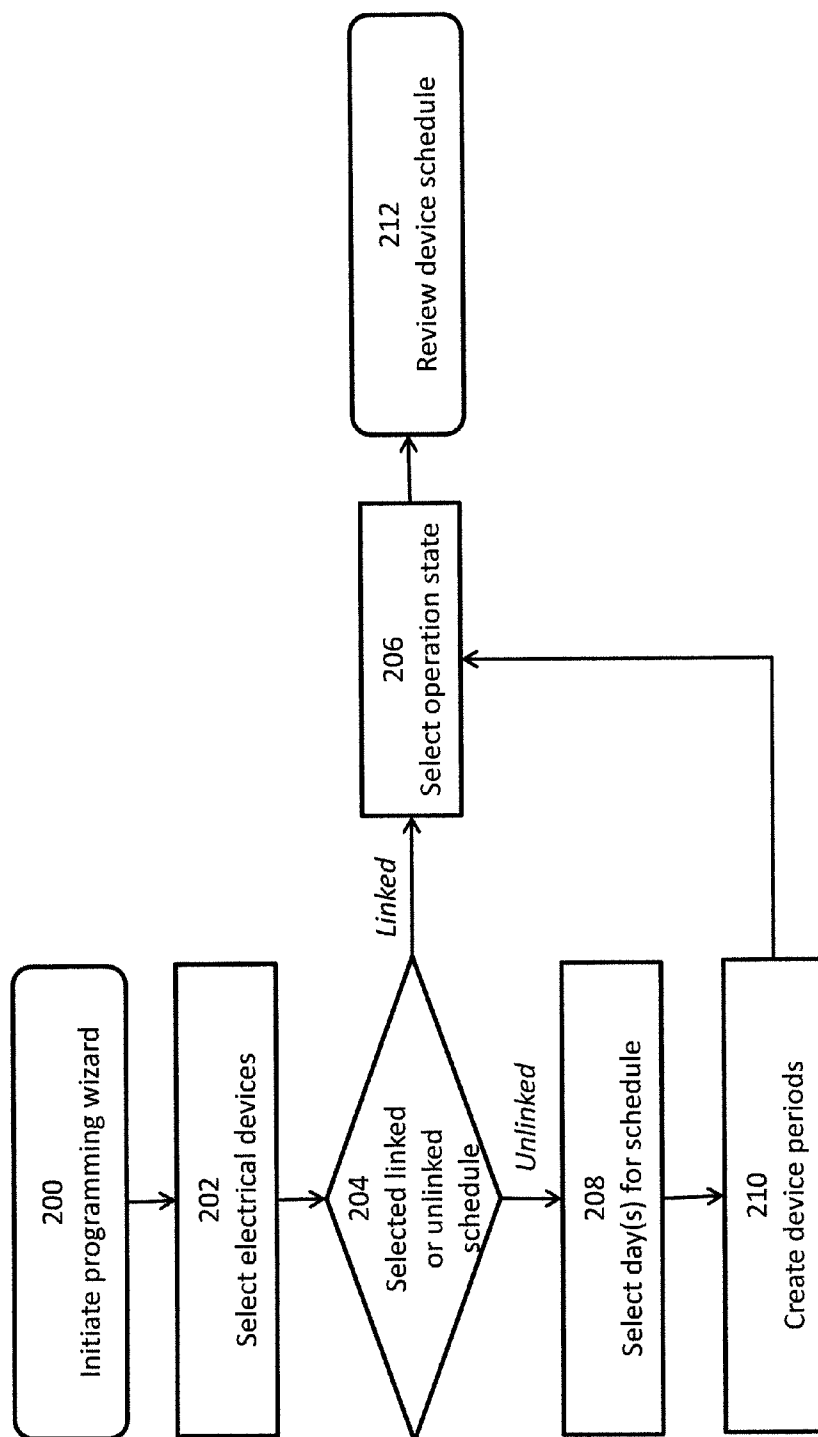 200
Initiate programming wizard
202
Select electrical devices
204
Selected linked
or unlinked
schedule
Linked
206
Select operation state
212
Review device schedule
Unlinked
208
Select day(s) for schedule
210
Create device periods